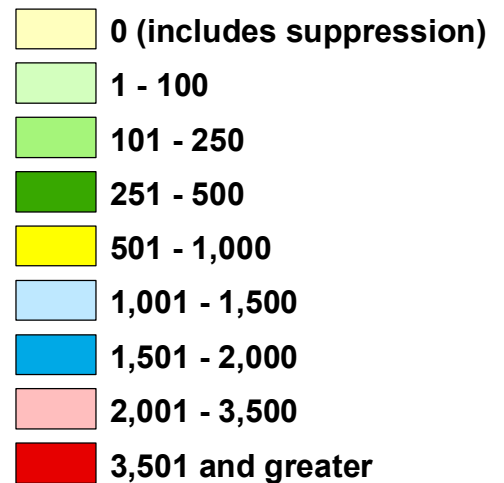 0 (includes suppression)
1 - 100
101 - 250
251 - 500
501 - 1,000
1,001 - 1,500
1,501 - 2,000
2,001 - 3,500
3,501 and greater